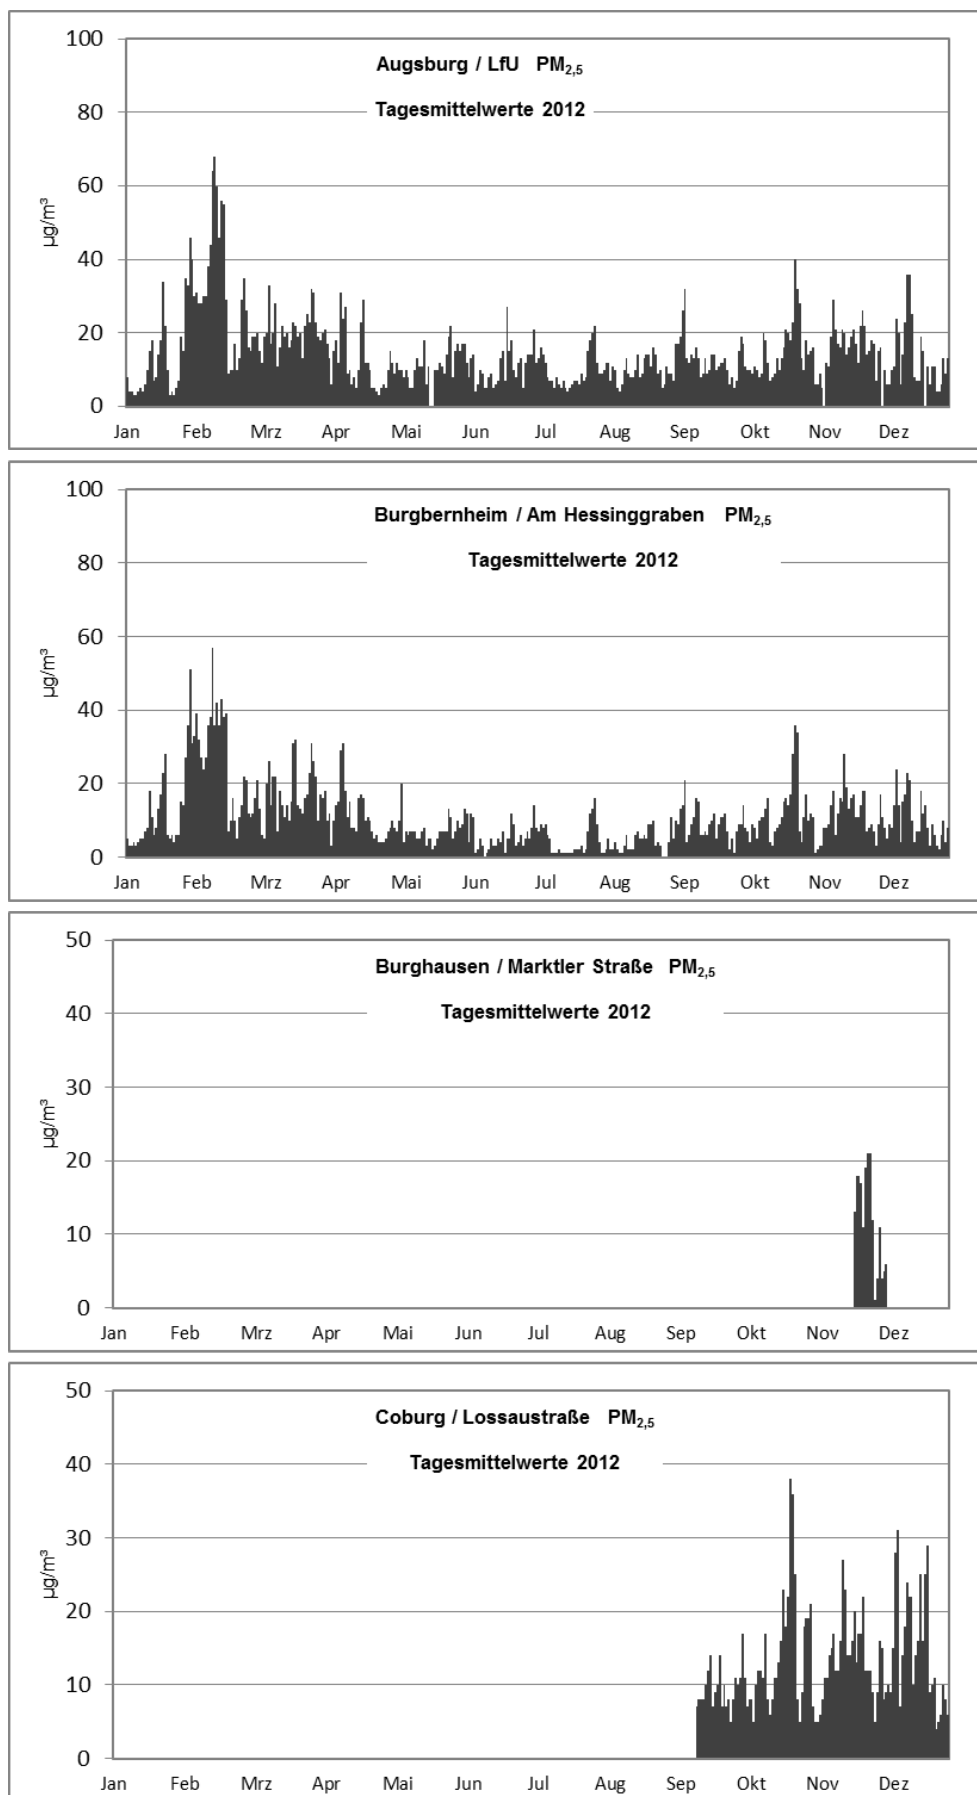 Augsburg / LfU PM2,5
Tagesmittelwerte 2012
µg/m³
100
80
60
40
20
0
Jan Feb Mrz Apr Mai Jun Jul Aug Sep Okt Nov Dez
Burgbernheim / Am Hessinggraben PM2,5
Tagesmittelwerte 2012
µg/m³
100
80
60
40
20
0
Jan Feb Mrz Apr Mai Jun Jul Aug Sep Okt Nov Dez
Burghausen / Marktler Straße PM2,5
Tagesmittelwerte 2012
µg/m³
50
40
30
20
10
0
Jan Feb Mrz Apr Mai Jun Jul Aug Sep Okt Nov Dez
Coburg / Lossaustraße PM2,5
Tagesmittelwerte 2012
µg/m³
50
40
30
20
10
0
Jan Feb Mrz Apr Mai Jun Jul Aug Sep Okt Nov Dez